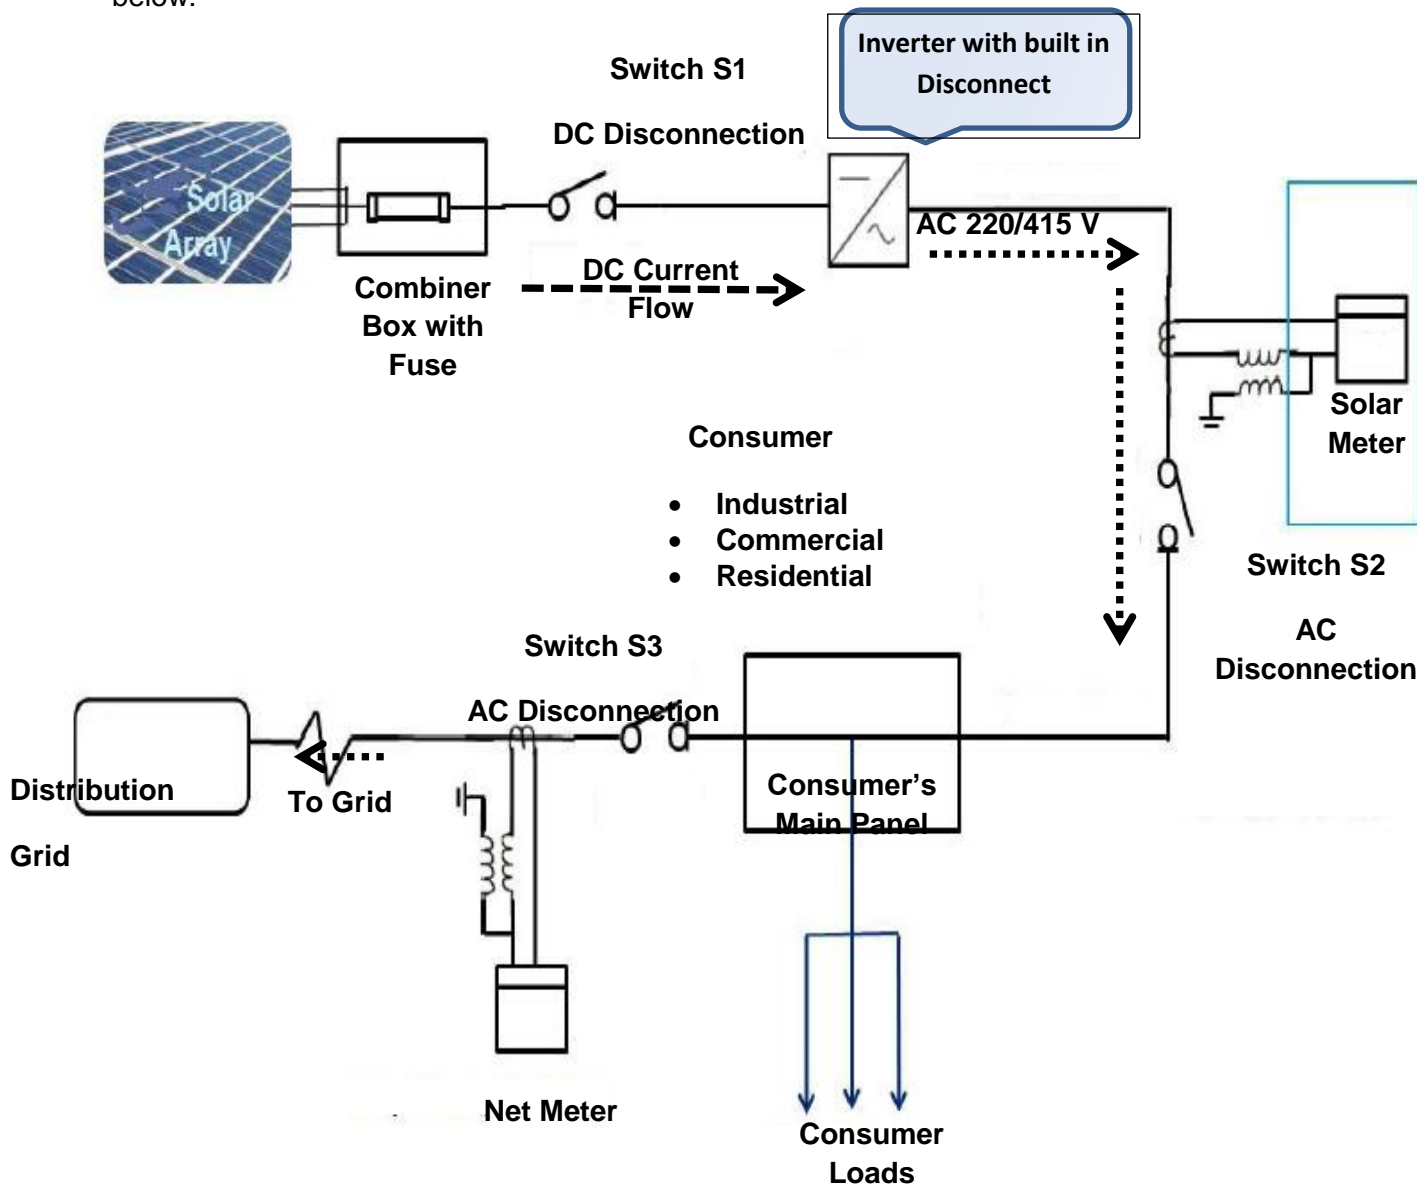 below.
Inverter with built in
Disconnect
Switch S1
DC Disconnection
Solar
Array
AC 220/415 V
DC Current
Flow
Combiner
Box with
Fuse
Solar
Meter
Consumer
• Industrial
• Commercial
• Residential
Switch S2
AC
Disconnection
Switch S3
AC Disconnection
Distribution
Grid
To Grid
Consumer’s
Main Panel
Net Meter
Consumer
Loads